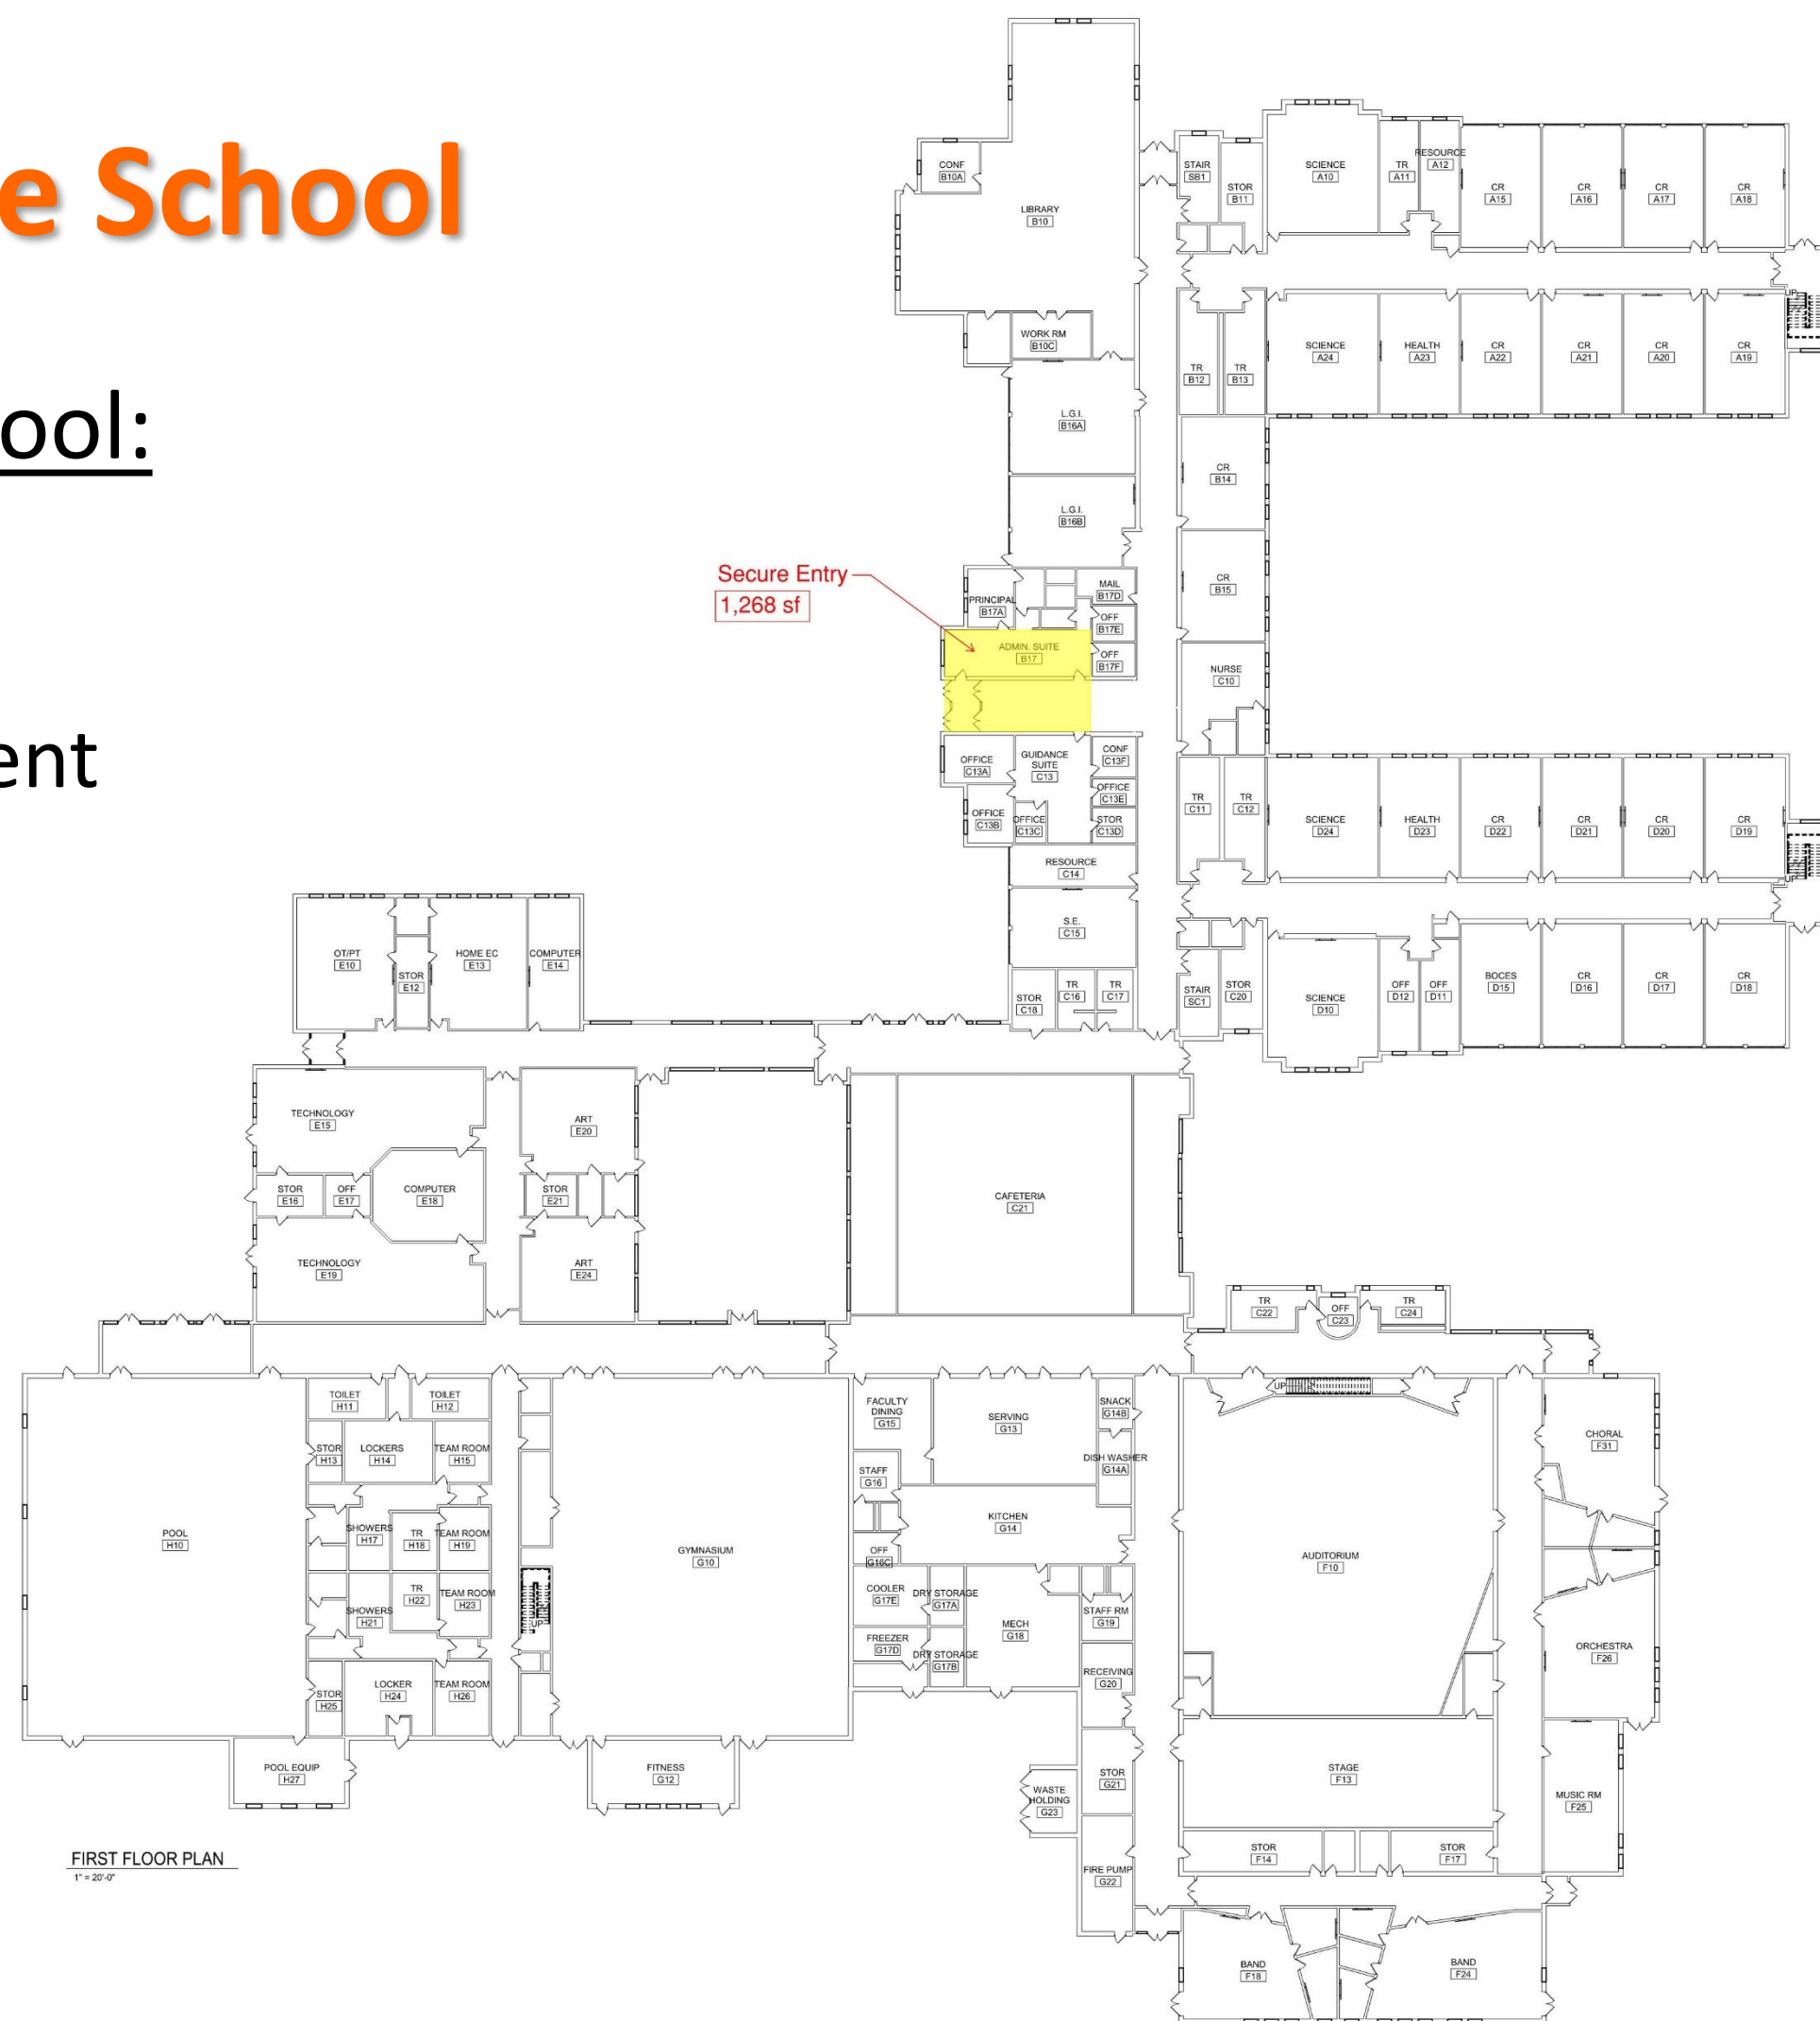 e School
ool:
ent
Secure Entry
1,268 sf
CONF
B10A
LIBRARY
B10
STAIR
SB1
STOR
B11
SCIENCE
A10
TR
A11
RESOURCE
A12
CR
A15
CR
A16
CR
A17
CR
A18
WORK RM
B10C
TR
B12
TR
B13
SCIENCE
A24
HEALTH
A23
CR
A22
CR
A21
CR
A20
CR
A19
UP
L.G.I.
B16A
CR
B14
L.G.I.
B16B
CR
B15
PRINCIPAL
B17A
MAIL
B17D
OFF
B17E
ADMIN. SUITE
B17
OFF
B17F
NURSE
C10
OFFICE
C13A
GUIDANCE
SUITE
C13
CONF
C13F
OFFICE
C13E
OFFICE
C13B
OFFICE
C13C
STOR
C13D
TR
C11
TR
C12
SCIENCE
D24
HEALTH
D23
CR
D22
CR
D21
CR
D20
CR
D19
UP
RESOURCE
C14
S.E.
C15
STOR
C18
TR
C16
TR
C17
STAIR
SC1
STOR
C20
SCIENCE
D10
OFF
D12
OFF
D11
BOCES
D15
CR
D16
CR
D17
CR
D18
OT/PT
E10
STOR
E12
HOME EC
E13
COMPUTER
E14
TECHNOLOGY
E15
ART
E20
STOR
E16
OFF
E17
COMPUTER
E18
STOR
E21
CAFETERIA
C21
TECHNOLOGY
E19
ART
E24
TR
C22
OFF
C23
TR
C24
TOILET
H11
TOILET
H12
FACULTY
DINING
G15
SERVING
G13
SNACK
G14B
UP
STOR
H13
LOCKERS
H14
TEAM ROOM
H15
STAFF
G16
DISH WASHER
G14A
CHORAL
F31
POOL
H10
SHOWERS
H17
TR
H18
TEAM ROOM
H19
GYMNASIUM
G10
KITCHEN
G14
OFF
G16C
AUDITORIUM
F10
SHOWERS
H21
TR
H22
TEAM ROOM
H23
UP
COOLER
G17E
DRY STORAGE
G17A
MECH
G18
STAFF RM
G19
FREEZER
G17D
DRY STORAGE
G17B
ORCHESTRA
F26
STOR
H25
LOCKER
H24
TEAM ROOM
H26
RECEIVING
G20
POOL EQUIP
H27
FITNESS
G12
WASTE
HOLDING
G23
STOR
G21
STAGE
F13
MUSIC RM
F25
STOR
F14
STOR
F17
FIRE PUMP
G22
BAND
F18
BAND
F24
FIRST FLOOR PLAN
1" = 20'-0"